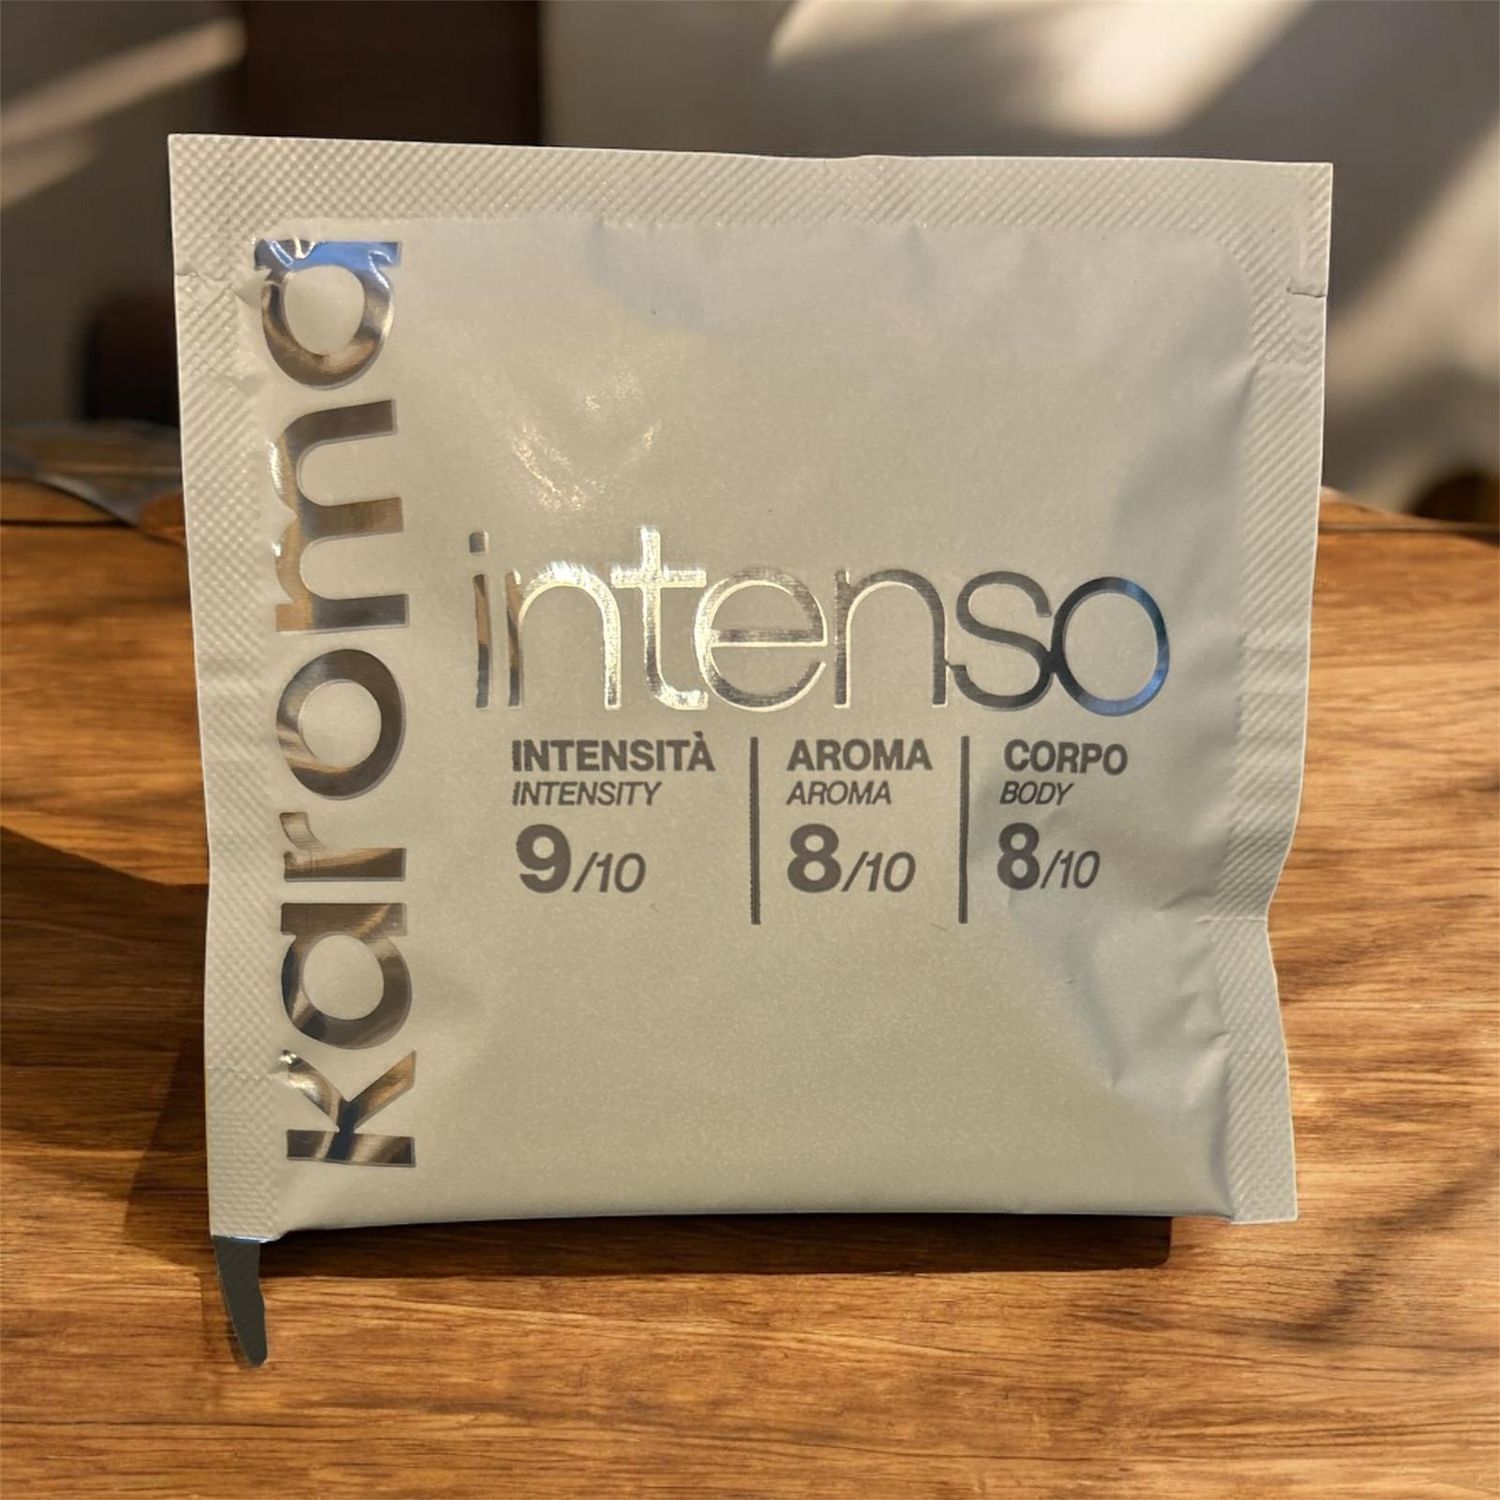 karoma
intenso
INTENSITÀ
INTENSITY
9/10
AROMA
AROMA
8/10
CORPO
BODY
8/10